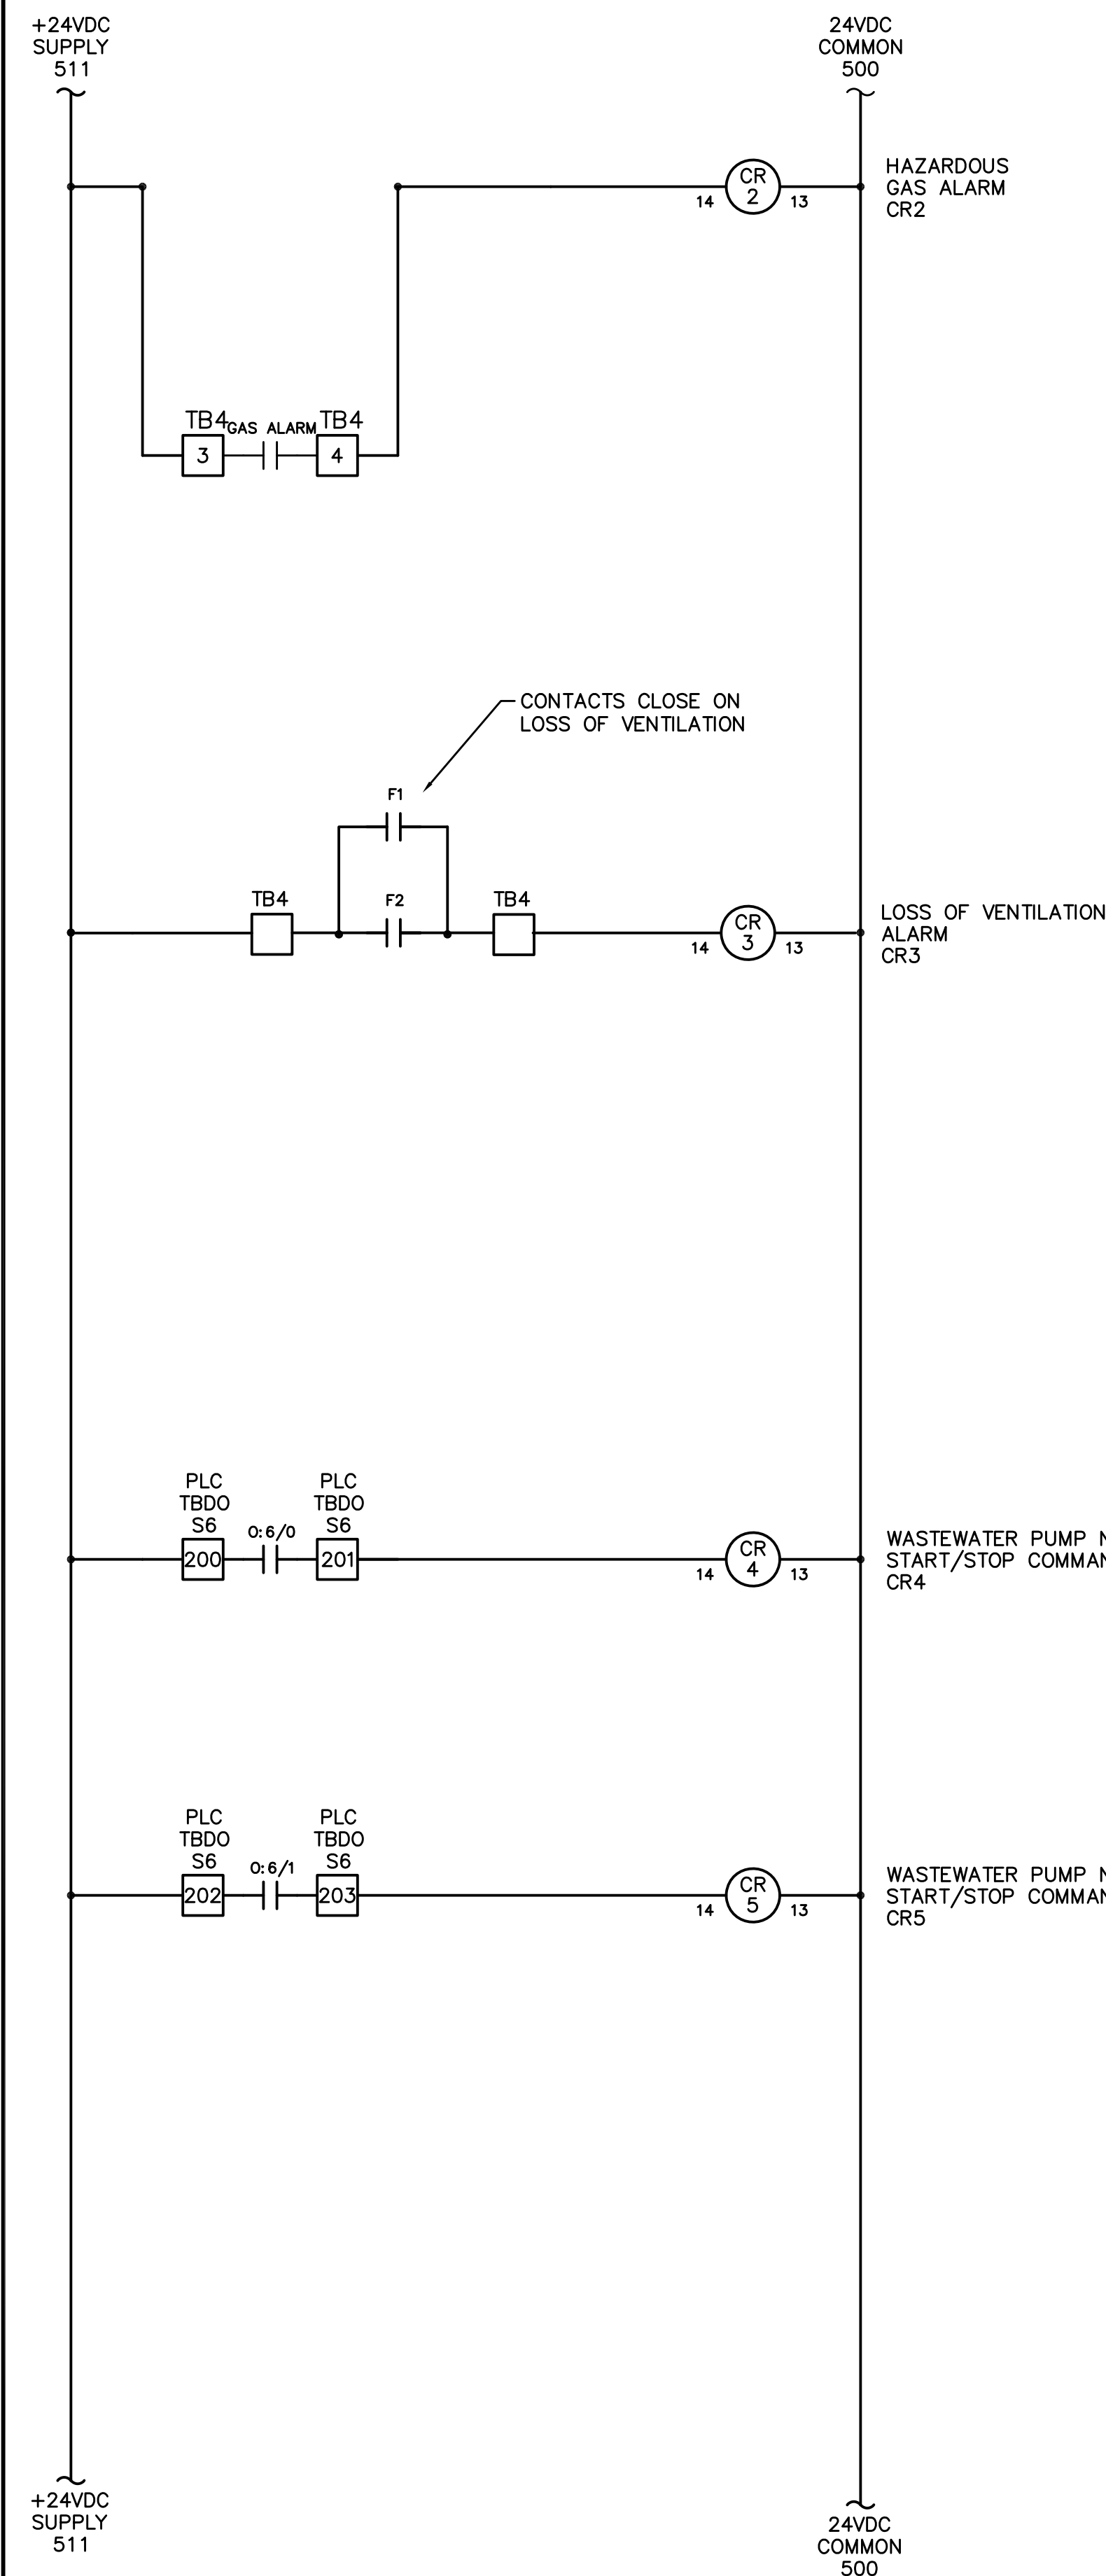 +24VDC
SUPPLY
511
24VDC
COMMON
500
HAZARDOUS
GAS ALARM
CR2
CR
2
14
13
TB4
GAS ALARM
TB4
3
4
CONTACTS CLOSE ON
LOSS OF VENTILATION
F1
TB4
F2
TB4
CR
3
14
13
LOSS OF VENTILATION
ALARM
CR3
PLC
TBDO
S6
200
O:6/0
PLC
TBDO
S6
201
CR
4
14
13
WASTEWATER PUMP
START/STOP
CR4
PLC
TBDO
S6
202
O:6/1
PLC
TBDO
S6
203
CR
5
14
13
WASTEWATER PUMP
START/STOP
CR5
+24VDC
SUPPLY
511
24VDC
COMMON
500